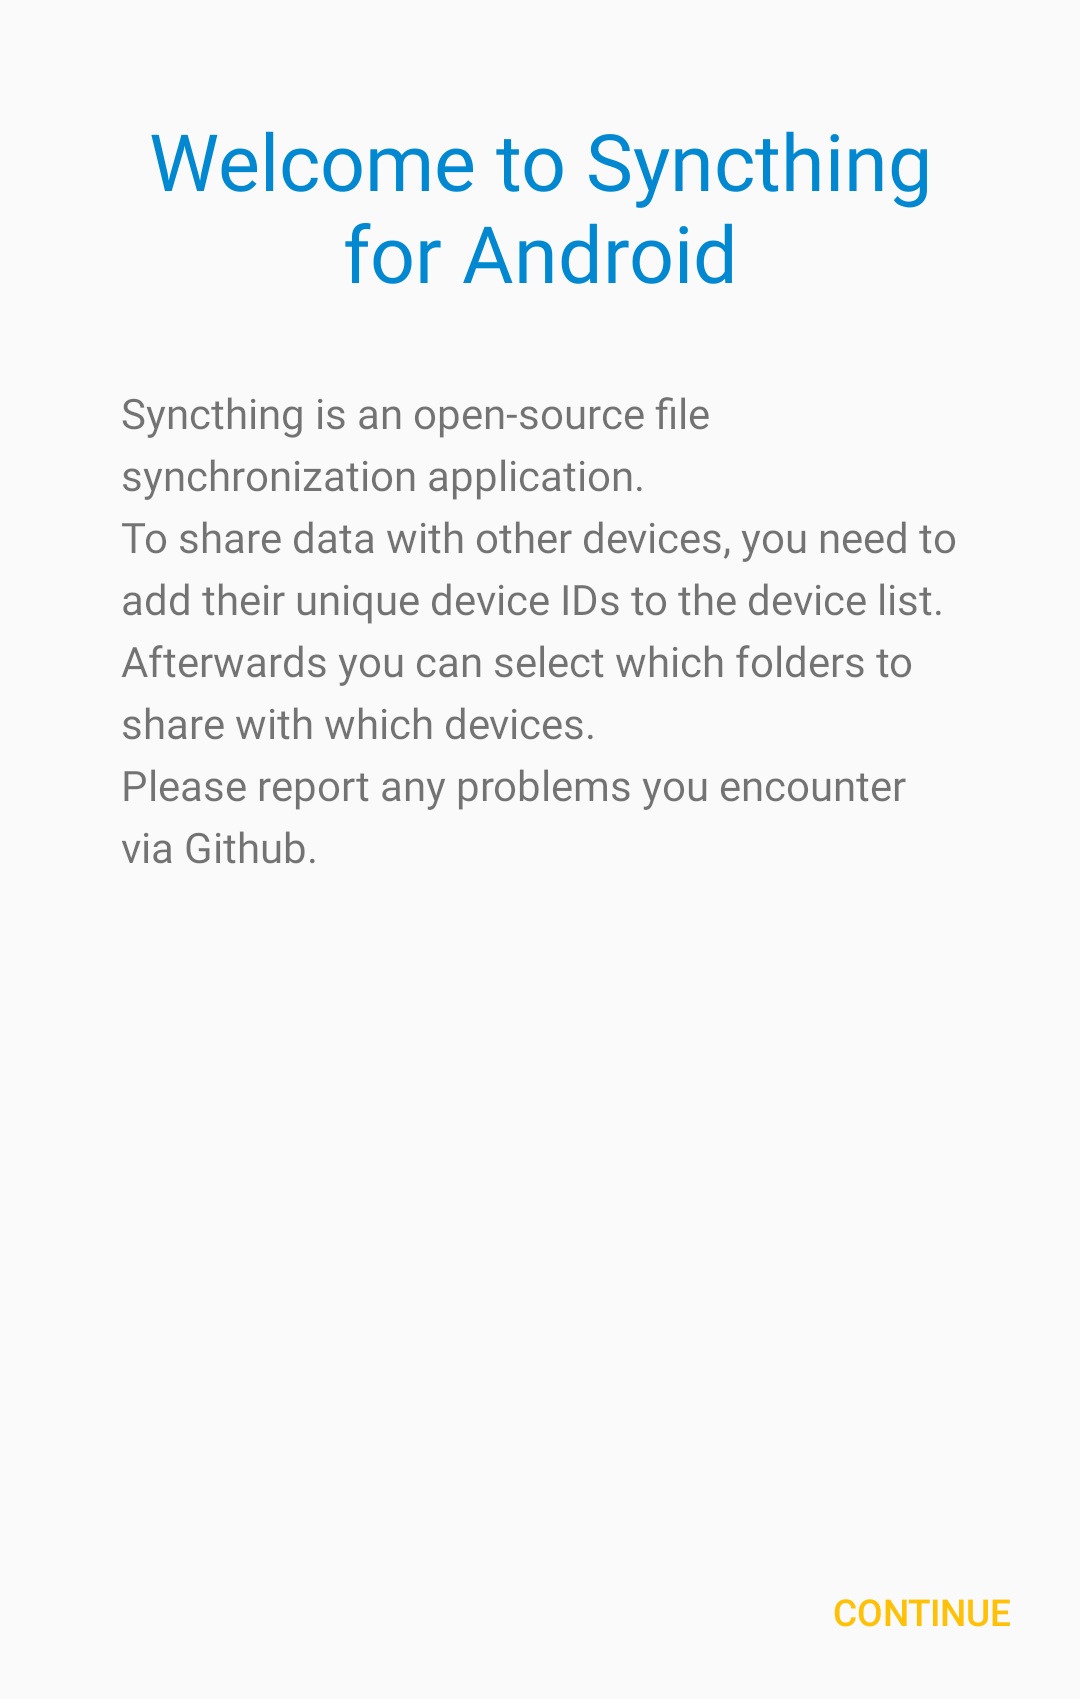 Welcome to Syncthing
for Android
Syncthing is an open-source file
synchronization application.
To share data with other devices, you need to
add their unique device IDs to the device list.
Afterwards you can select which folders to
share with which devices.
Please report any problems you encounter
via Github.
CONTINUE